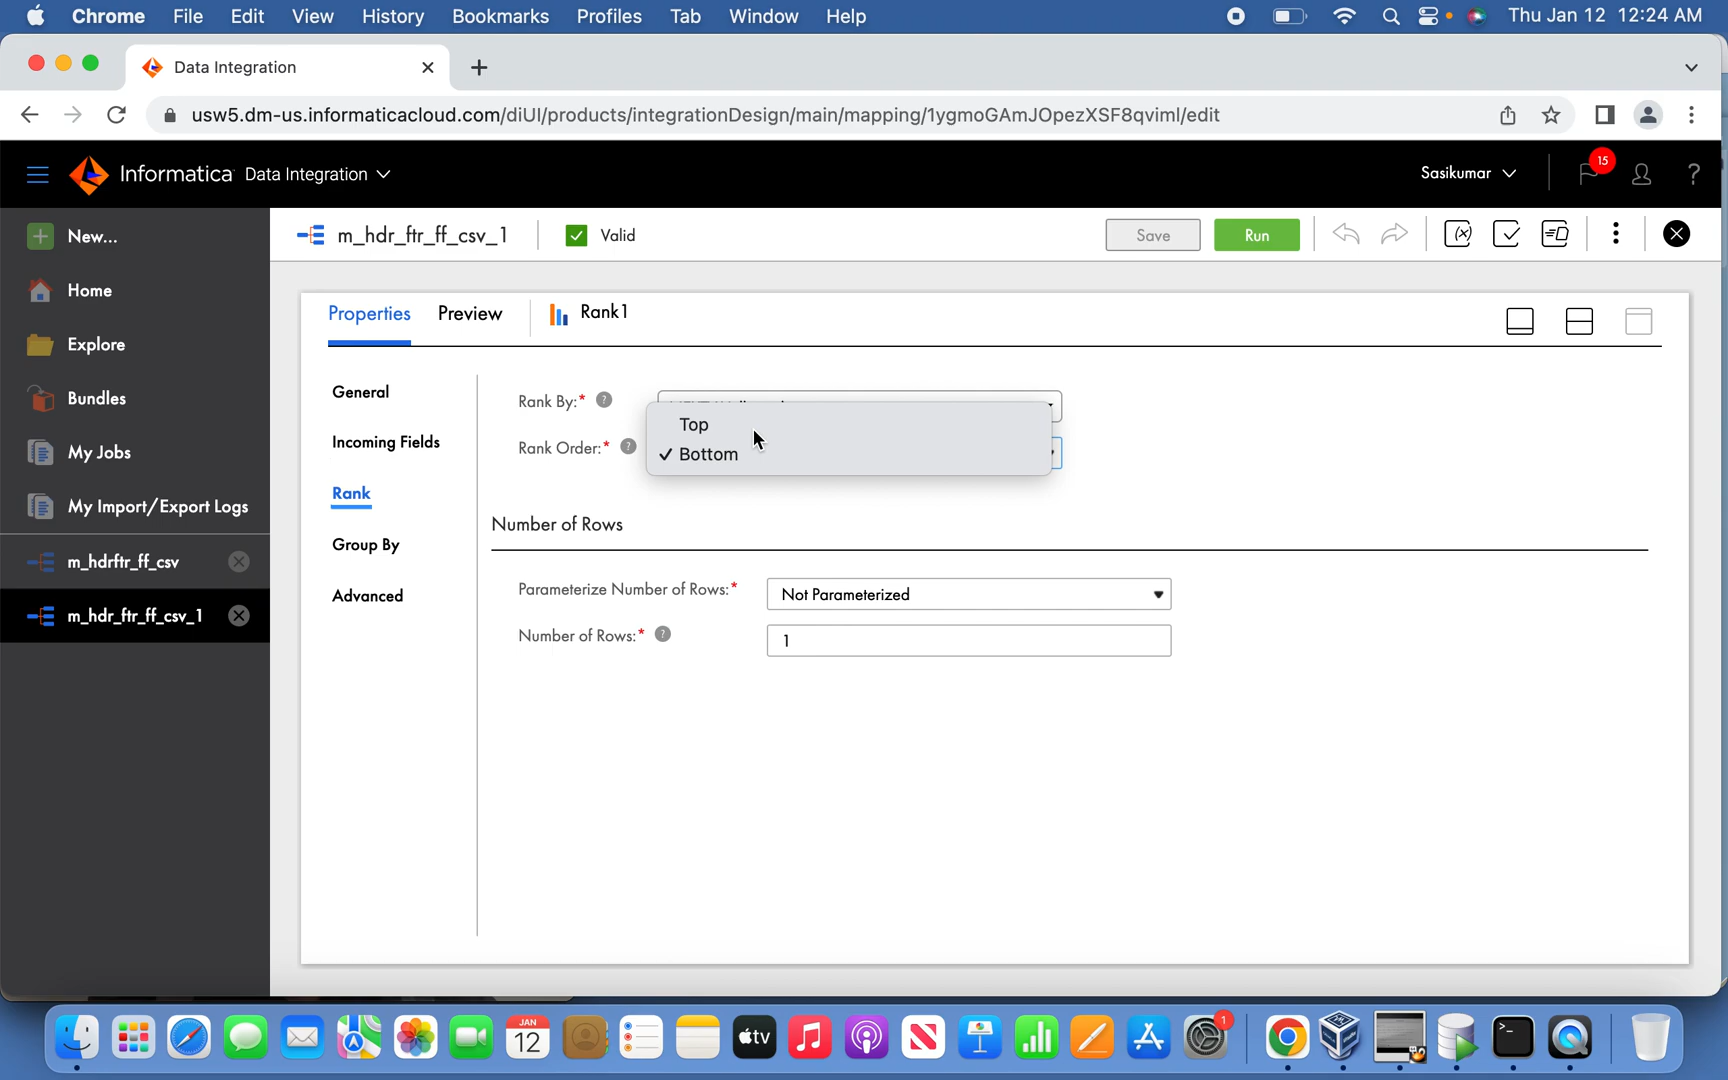 Chrome File Edit View History Bookmarks Profiles Tab Window Help Thu Jan 12 12:24 AM
Data Integration
usw5.dm-us.informaticacloud.com/diUI/products/integrationDesign/main/mapping/1ygmoGAmJOpezXSF8qviml/edit
Informatica Data Integration
Sasikumar
15
?
New...
Home
Explore
Bundles
My Jobs
My Import/Export Logs
m_hdrftr_ff_csv
m_hdr_ftr_ff_csv_1
m_hdr_ftr_ff_csv_1
Valid
Save
Run
Properties
Preview
Rank1
General
Incoming Fields
Rank
Group By
Advanced
Rank By:* ?
Rank Order:* ?
Top
✓ Bottom
Number of Rows
Parameterize Number of Rows:* Not Parameterized
Number of Rows:* ? 1
JAN
12
tv
1